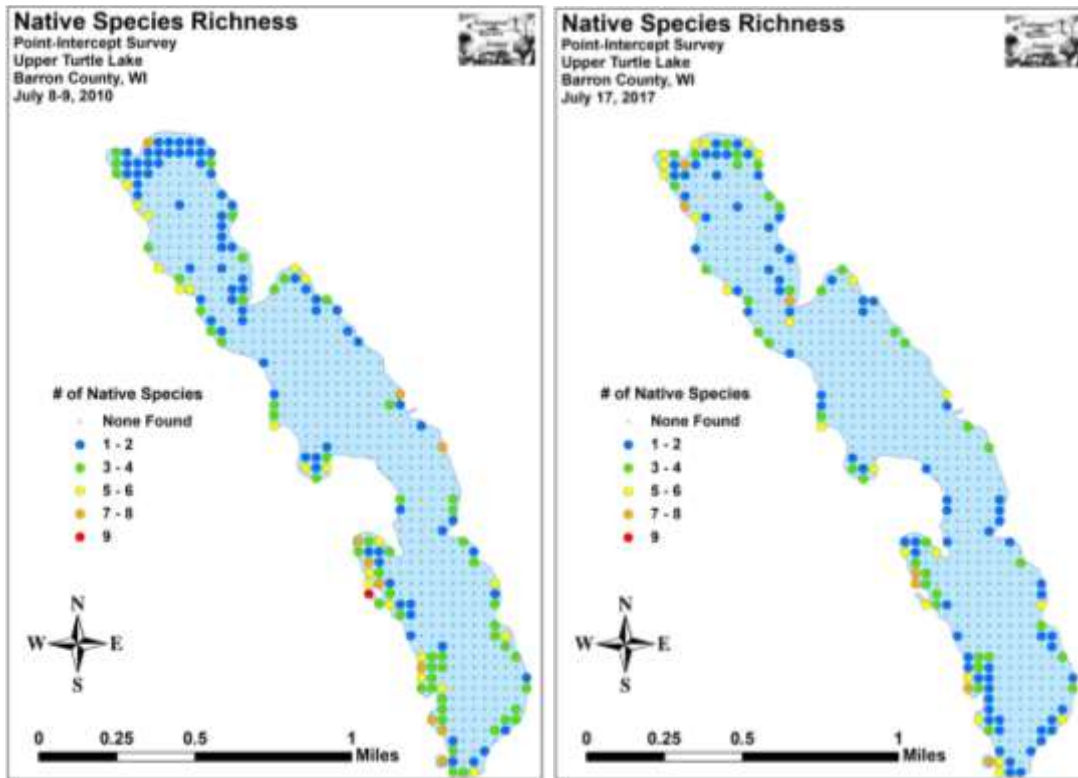 Native Species Richness
Point-Intercept Survey
Upper Turtle Lake
Barron County, WI
July 8-9, 2010
# of Native Species
None Found
1 - 2
3 - 4
5 - 6
7 - 8
9
N
W E
S
0 0.25 0.5 1
Miles
Native Species Richness
Point-Intercept Survey
Upper Turtle Lake
Barron County, WI
July 17, 2017
# of Native Species
None Found
1 - 2
3 - 4
5 - 6
7 - 8
9
N
W E
S
0 0.25 0.5 1
Miles